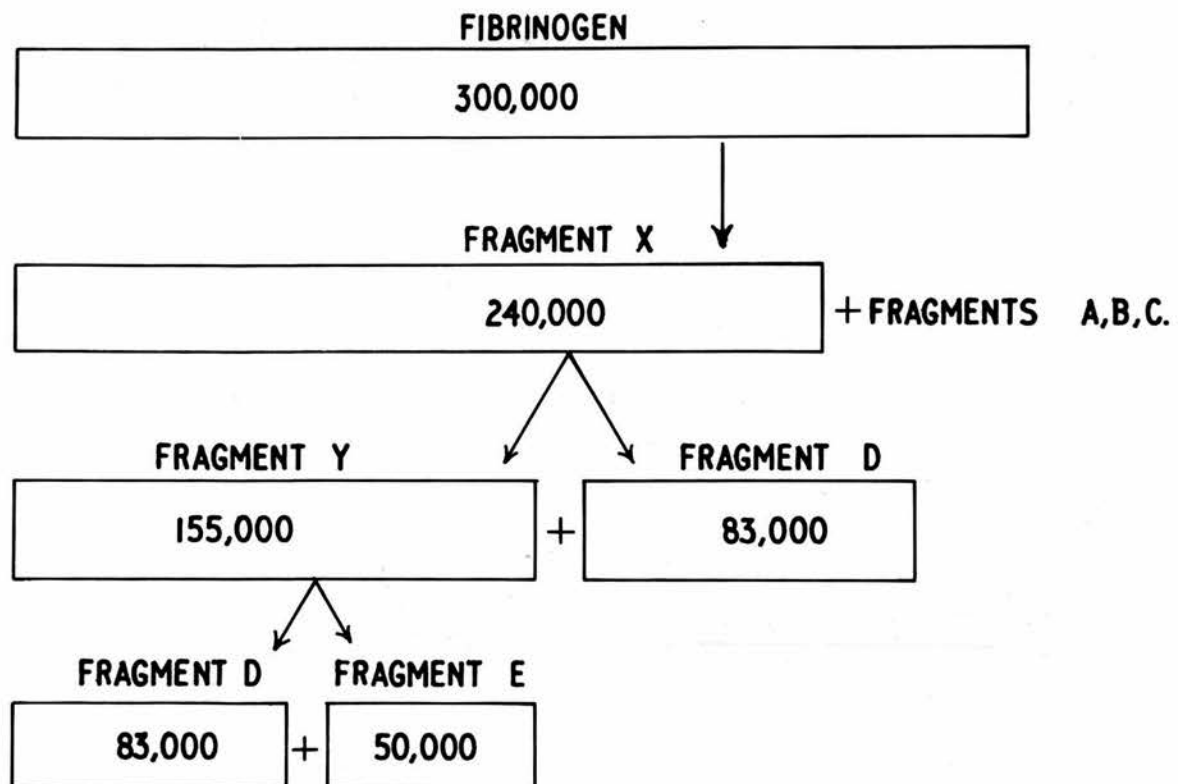 FIBRINOGEN
300,000
FRAGMENT X
240,000
+ FRAGMENTS A,B,C.
FRAGMENT Y
FRAGMENT D
155,000
+
83,000
FRAGMENT D
FRAGMENT E
83,000
+
50,000